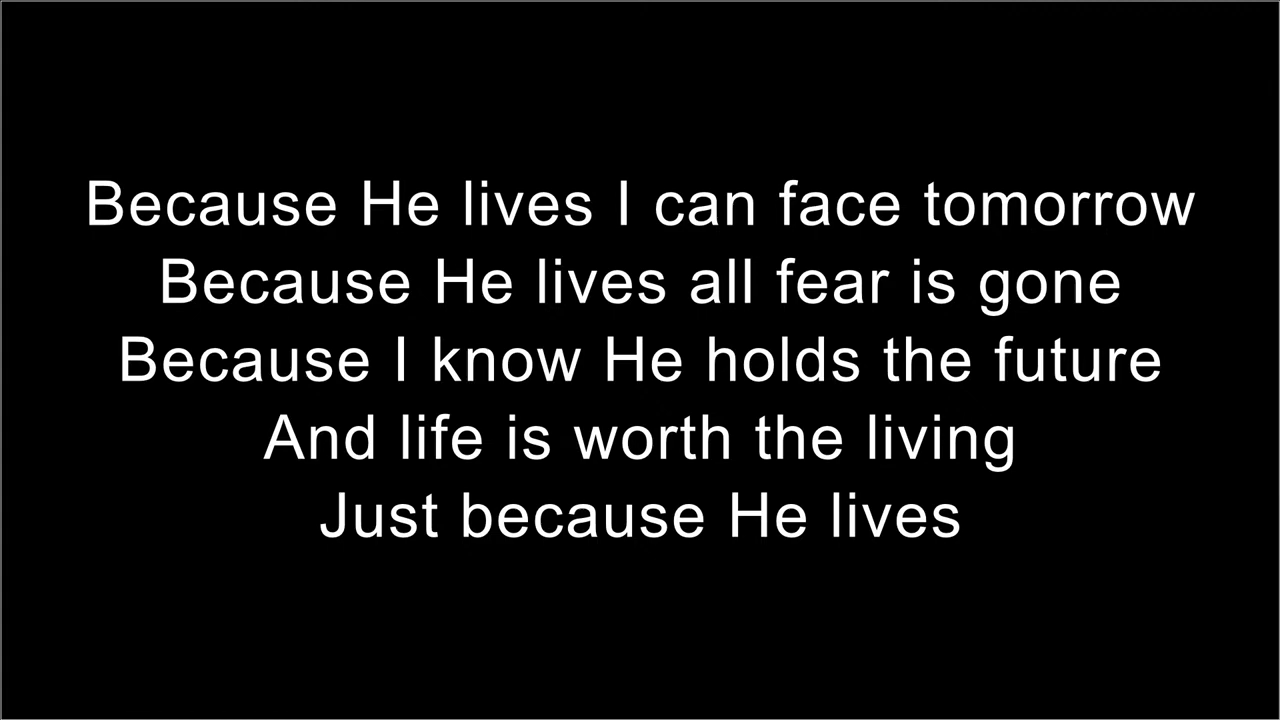 Because He lives I can face tomorrow
Because He lives all fear is gone
Because I know He holds the future
And life is worth the living
Just because He lives